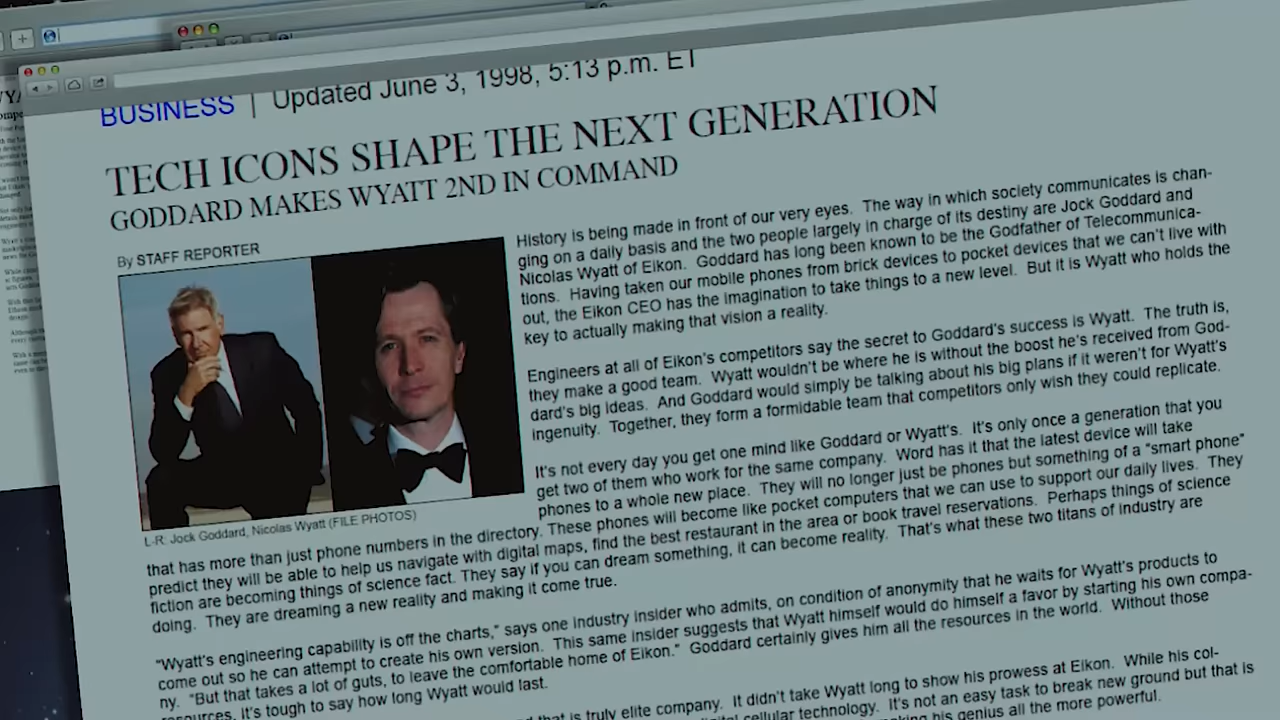 BUSINESS | Updated June 3, 1998, 5:13 p.m. ET
TECH ICONS SHAPE THE NEXT GENERATION
GODDARD MAKES WYATT 2ND IN COMMAND
By STAFF REPORTER
L-R: Jock Goddard, Nicolas Wyatt (FILE PHOTOS)
History is being made in front of our very eyes. The way in which society communicates is chan-
ging on a daily basis and the two people largely in charge of its destiny are Jock Goddard and
Nicolas Wyatt of Eikon. Goddard has long been known to be the Godfather of Telecommunica-
tions. Having taken our mobile phones from brick devices to pocket devices that we can't live with
out, the Eikon CEO has the imagination to take things to a new level. But it is Wyatt who holds the
key to actually making that vision a reality.
Engineers at all of Eikon's competitors say the secret to Goddard's success is Wyatt. The truth is,
they make a good team. Wyatt wouldn't be where he is without the boost he's received from God-
dard's big ideas. And Goddard would simply be talking about his big plans if it weren't for Wyatt's
ingenuity. Together, they form a formidable team that competitors only wish they could replicate.
It's not every day you get one mind like Goddard or Wyatt's. It's only once a generation that you
get two of them who work for the same company. Word has it that the latest device will take
phones to a whole new place. They will no longer just be phones but something of a "smart phone"
that has more than just phone numbers in the directory. These phones will become like pocket computers that we can use to support our daily lives. They
predict they will be able to help us navigate with digital maps, find the best restaurant in the area or book travel reservations. Perhaps things of science
fiction are becoming things of science fact. They say if you can dream something, it can become reality. That's what these two titans of industry are
doing. They are dreaming a new reality and making it come true.
"Wyatt's engineering capability is off the charts," says one industry insider who admits, on condition of anonymity that he waits for Wyatt's products to
come out so he can attempt to create his own version. This same insider suggests that Wyatt himself would do himself a favor by starting his own compa-
ny. "But that takes a lot of guts, to leave the comfortable home of Eikon." Goddard certainly gives him all the resources in the world. Without those
resources, it's tough to say how long Wyatt would last.
that is truly elite company. It didn't take Wyatt long to show his prowess at Eikon. While his col-
digital cellular technology. It's not an easy task to break new ground but that is
his genius all the more powerful.